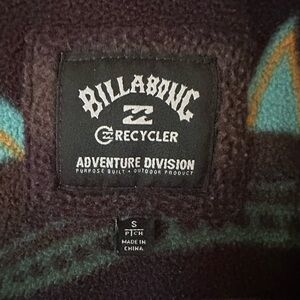 BILLABONG
RECYCLER
ADVENTURE DIVISION
PURPOSE BUILT • OUTDOOR PRODUCT
S
P|CH
MADE IN
CHINA